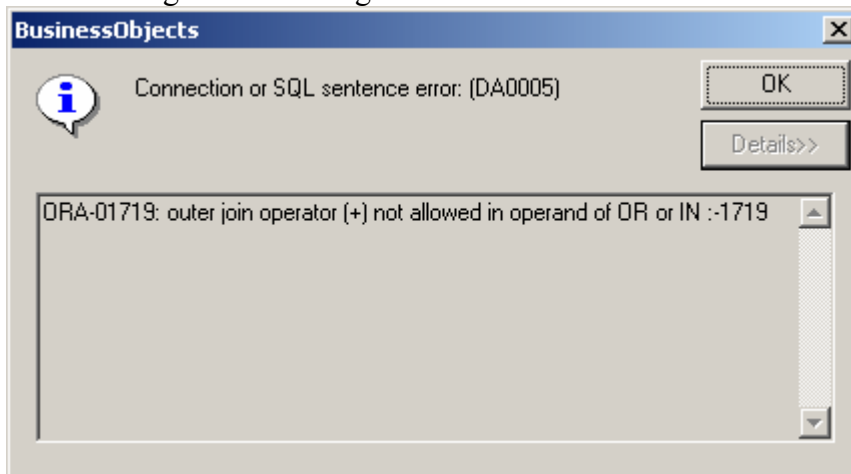 BusinessObjects
Connection or SQL sentence error: (DA0005)
OK
Details>>
ORA-01719: outer join operator (+) not allowed in operand of OR or IN :-1719